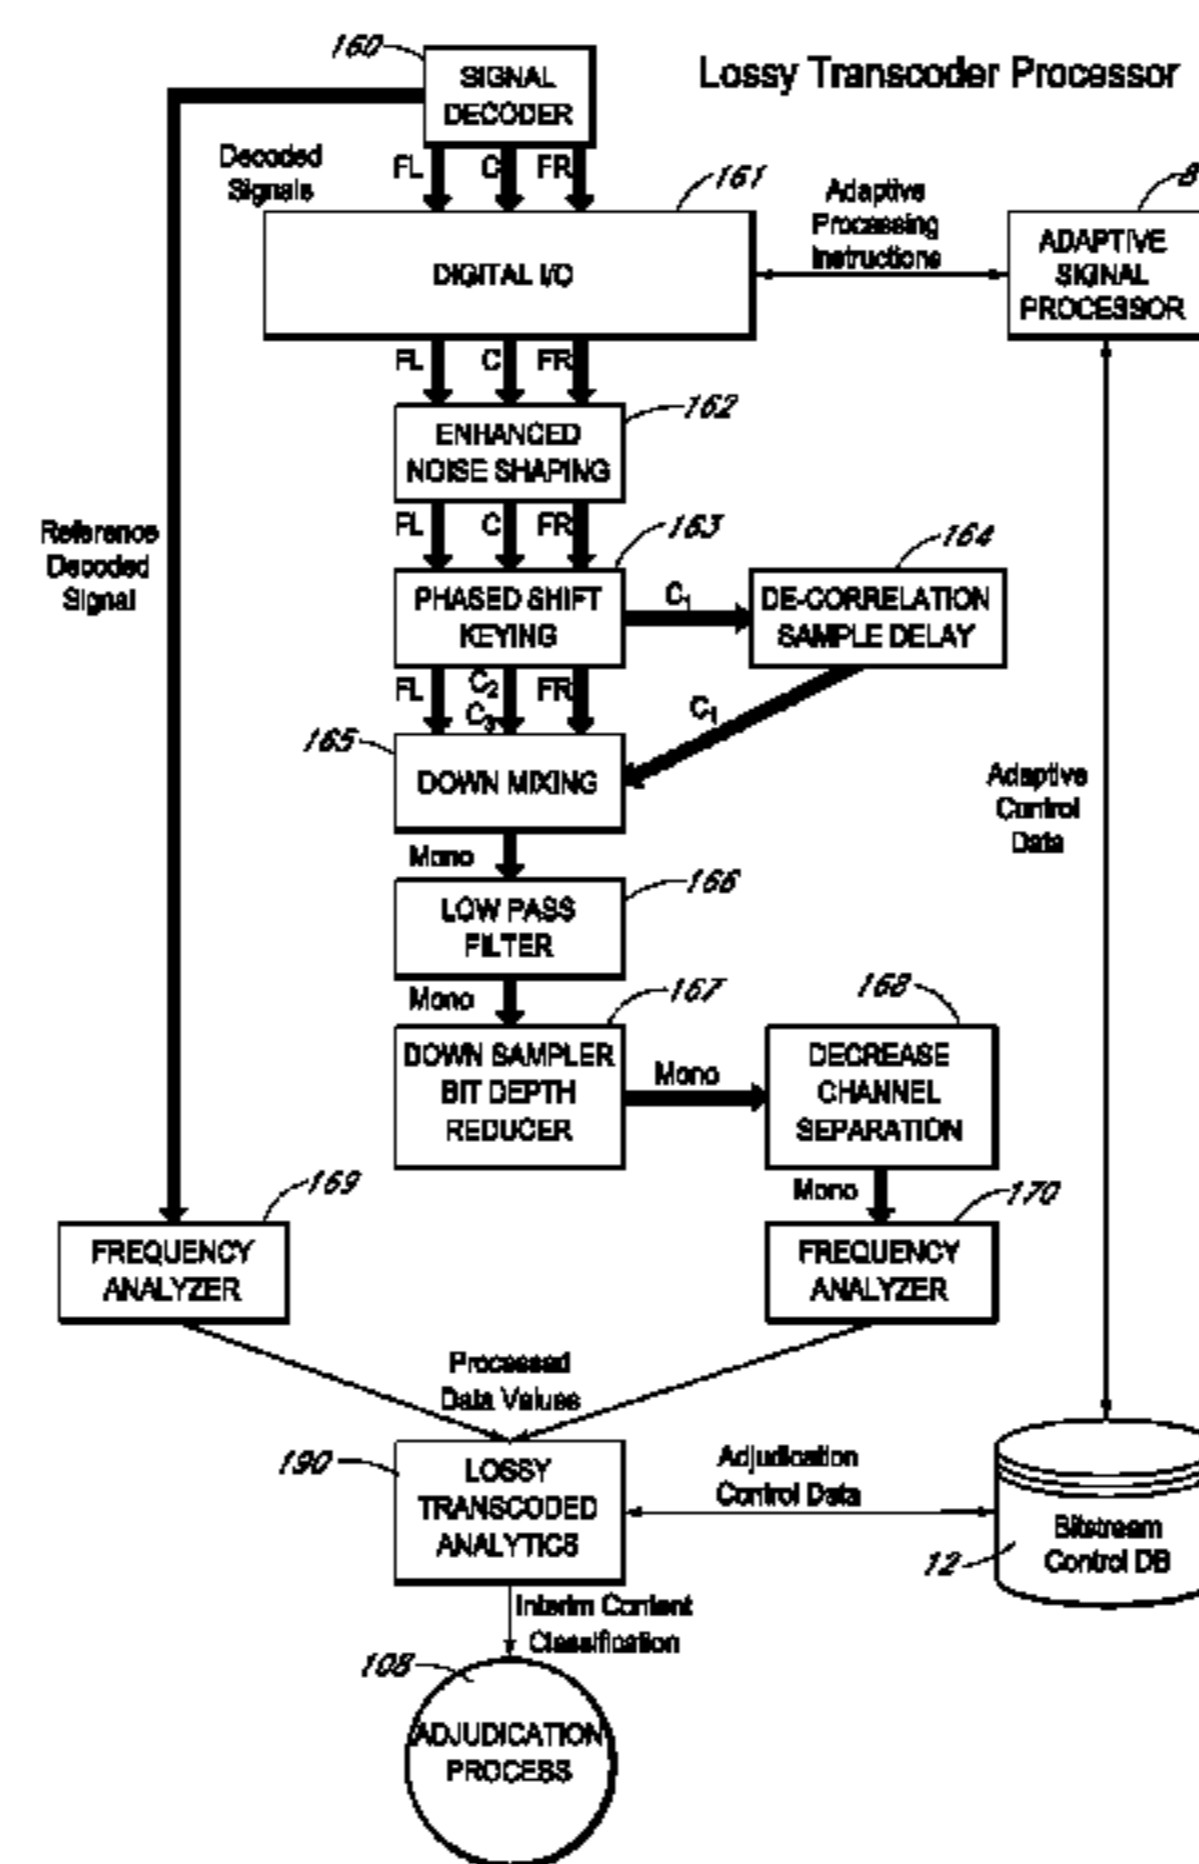 160
SIGNAL
DECODER
Lossy Transcoder Processor
Decoded
Signals
FL C FR
161
Adaptive
Processing
Instructions
DIGITAL I/O
ADAPTIVE
SIGNAL
PROCESSOR
FL C FR
162
ENHANCED
NOISE SHAPING
FL C FR
163
164
Reference
Decoded
Signal
PHASED SHIFT
KEYING
C1
DE-CORRELATION
SAMPLE DELAY
FL C2 FR
C3
C1
165
DOWN MIXING
Adaptive
Control
Data
Mono
166
LOW PASS
FILTER
Mono
167
168
DOWN SAMPLER
BIT DEPTH
REDUCER
Mono
DECREASE
CHANNEL
SEPARATION
169
Mono
170
FREQUENCY
ANALYZER
FREQUENCY
ANALYZER
Processed
Data Values
190
LOSSY
TRANSCODED
ANALYTICS
Adjudication
Control Data
12
Bitstream
Control DB
Interim Content
Classification
108
ADJUDICATION
PROCESS